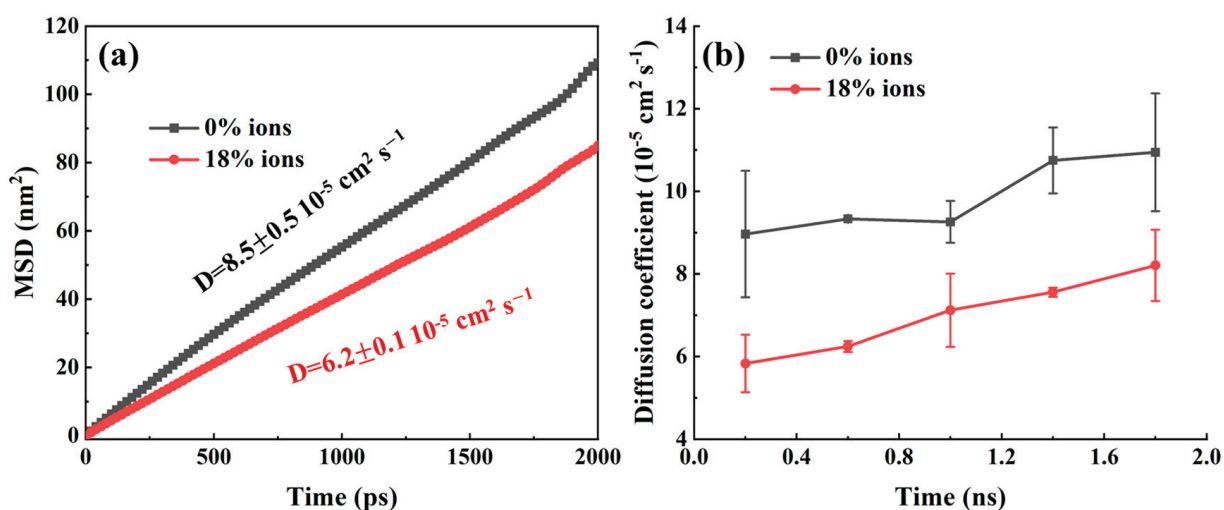 (a)
0% ions
18% ions
D=8.5±0.5 10⁻⁵ cm² s⁻¹
D=6.2±0.1 10⁻⁵ cm² s⁻¹
MSD (nm²)
120
100
80
60
40
20
0
0 500 1000 1500 2000
Time (ps)
(b)
0% ions
18% ions
Diffusion coefficient (10⁻⁵ cm² s⁻¹)
14
12
10
8
6
4
0.0 0.4 0.8 1.2 1.6 2.0
Time (ns)